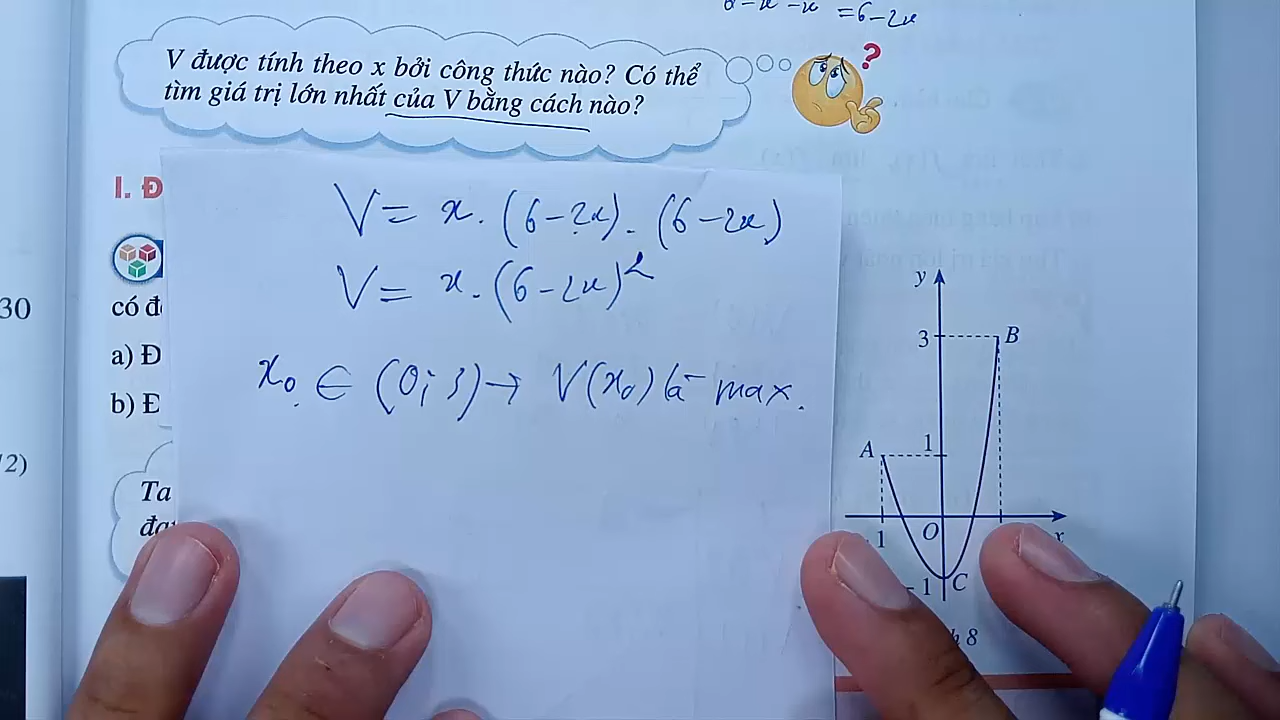 6 - x - x = 6 - 2x
V được tính theo x bởi công thức nào? Có thể
tìm giá trị lớn nhất của V bằng cách nào?
?
I. Đ
V = x . (6 - 2x) . (6 - 2x)
V = x . (6 - 2x)²
x₀ ∈ (0; 3) → V(x₀) là max.
30
có đ
a) Đ
b) Đ
2)
Ta
y
3
B
A
1
O
1
x
- 1
C
8